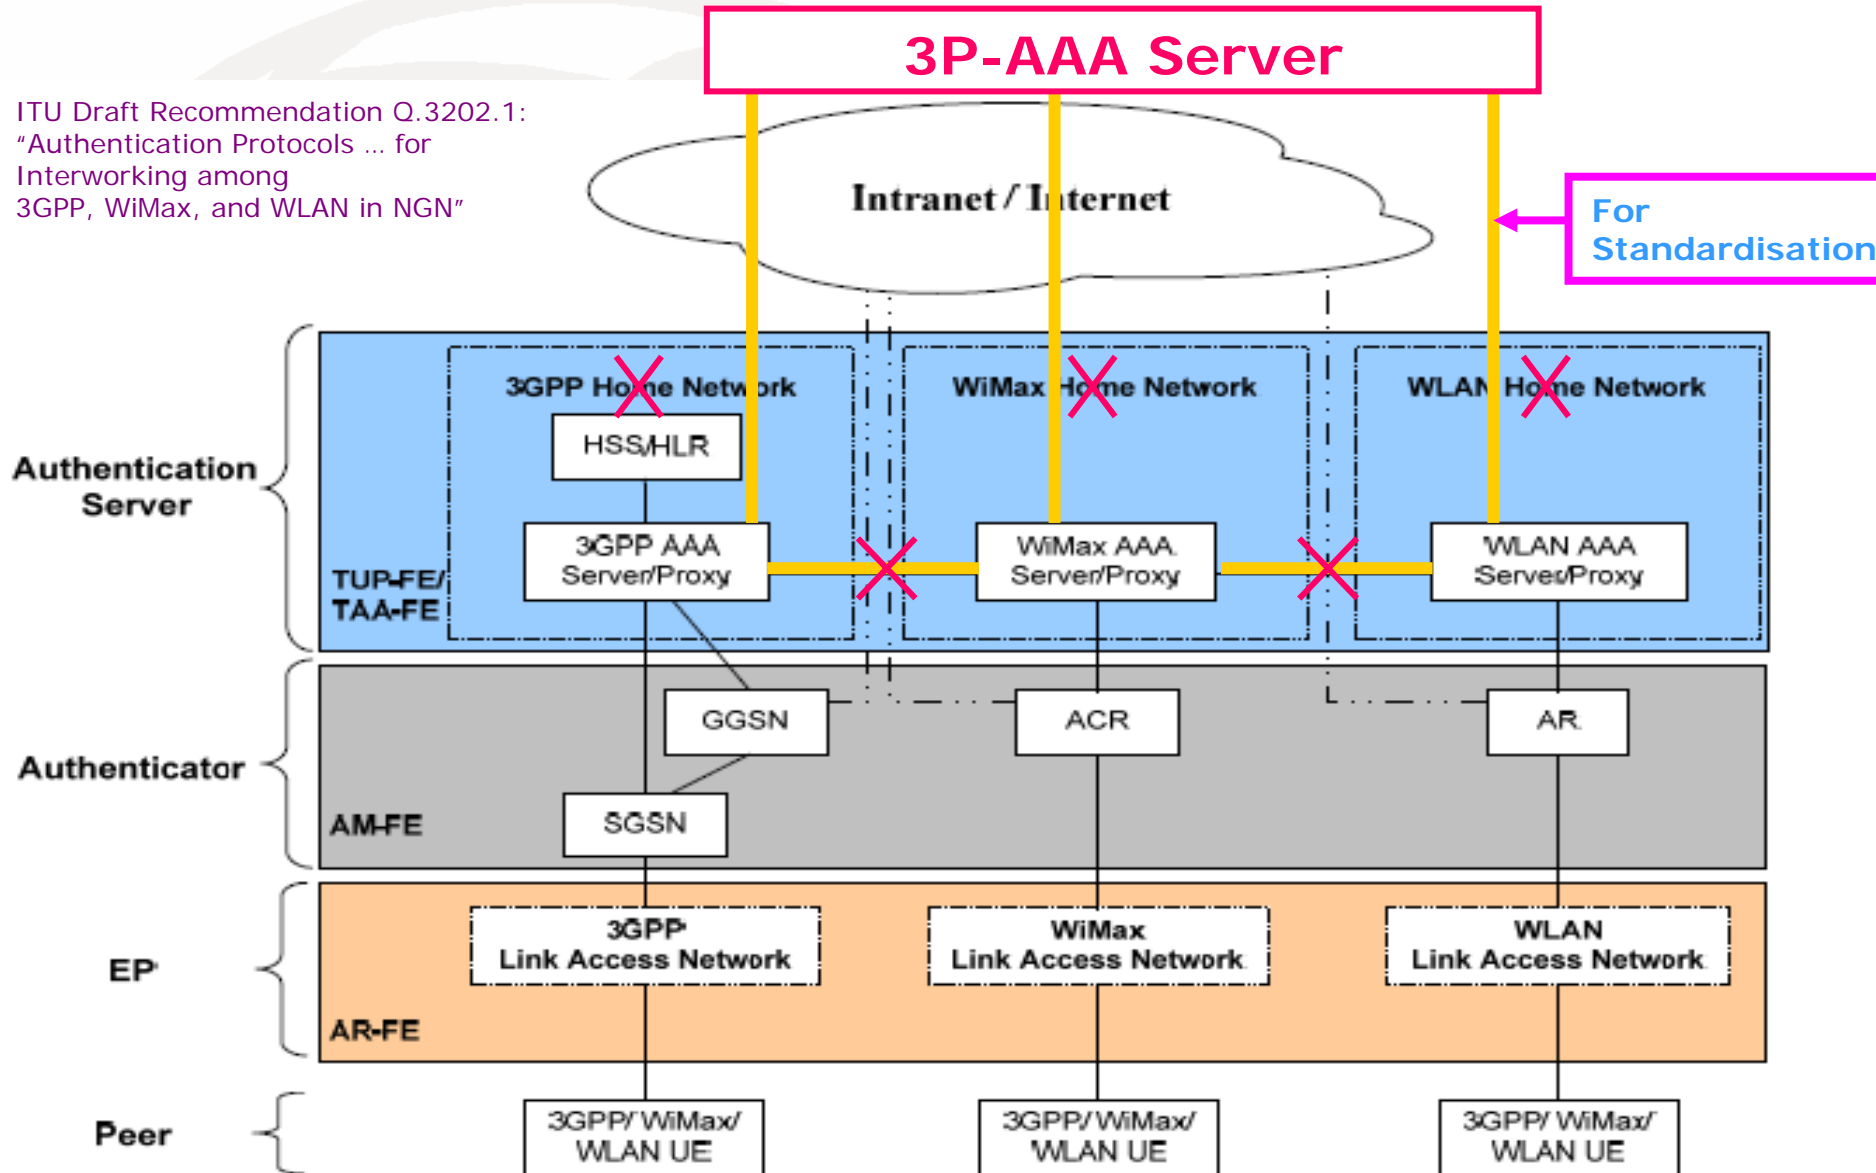 3P-AAA Server
ITU Draft Recommendation Q.3202.1:
“Authentication Protocols ... for
Interworking among
3GPP, WiMax, and WLAN in NGN”
Intranet / Internet
For
Standardisation
3GPP Home Network
WiMax Home Network
WLAN Home Network
HSS/HLR
Authentication
Server
3GPP AAA
Server/Proxy
WiMax AAA
Server/Proxy
WLAN AAA
Server/Proxy
TUP-FE/
TAA-FE
GGSN
ACR
AR
Authenticator
SGSN
AM-FE
3GPP
Link Access Network
WiMax
Link Access Network
WLAN
Link Access Network
EP
AR-FE
Peer
3GPP/ WiMax/
WLAN UE
3GPP/ WiMax/
WLAN UE
3GPP/ WiMax/
WLAN UE